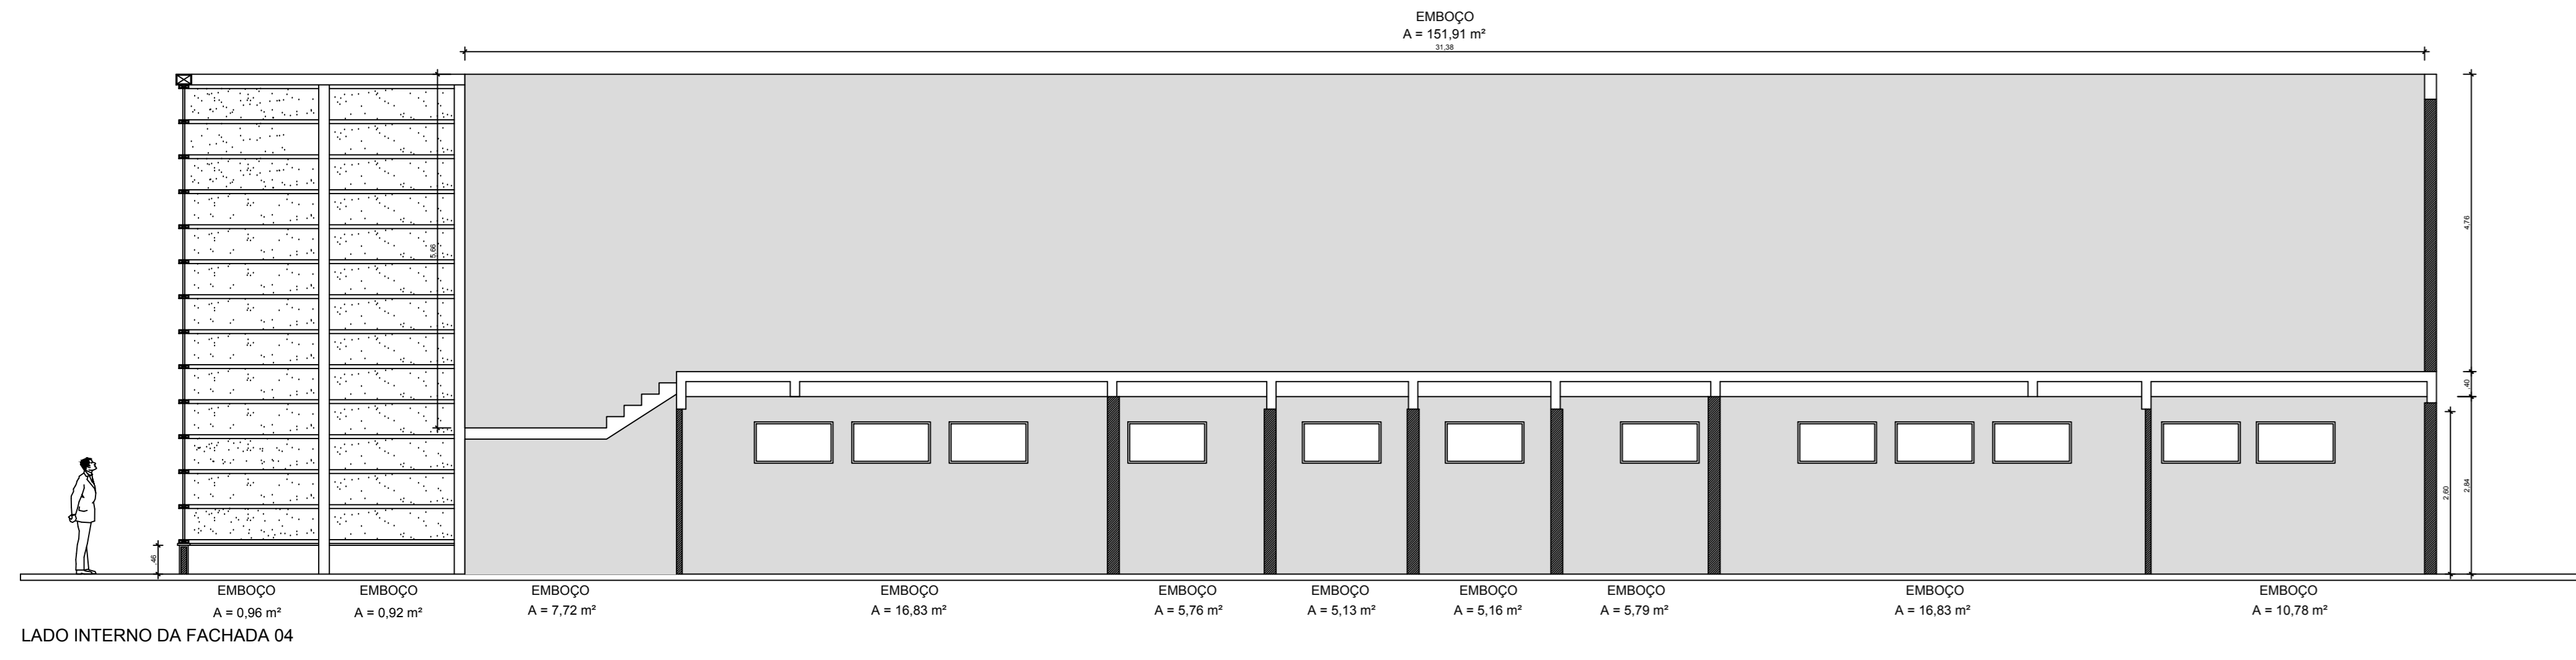 EMBOÇO
A = 151,91 m²
31,38
5,66
4,76
,40
2,60
2,84
,46
EMBOÇO
A = 0,96 m²
EMBOÇO
A = 0,92 m²
EMBOÇO
A = 7,72 m²
EMBOÇO
A = 16,83 m²
EMBOÇO
A = 5,76 m²
EMBOÇO
A = 5,13 m²
EMBOÇO
A = 5,16 m²
EMBOÇO
A = 5,79 m²
EMBOÇO
A = 16,83 m²
EMBOÇO
A = 10,78 m²
LADO INTERNO DA FACHADA 04